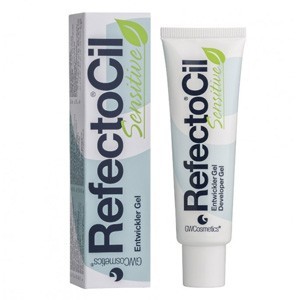 RefectoCil®
Sensitive
Entwickler Gel
GWCosmetics®
RefectoCil®
Sensitive
Entwickler Gel
Developer Gel
GWCosmetics®